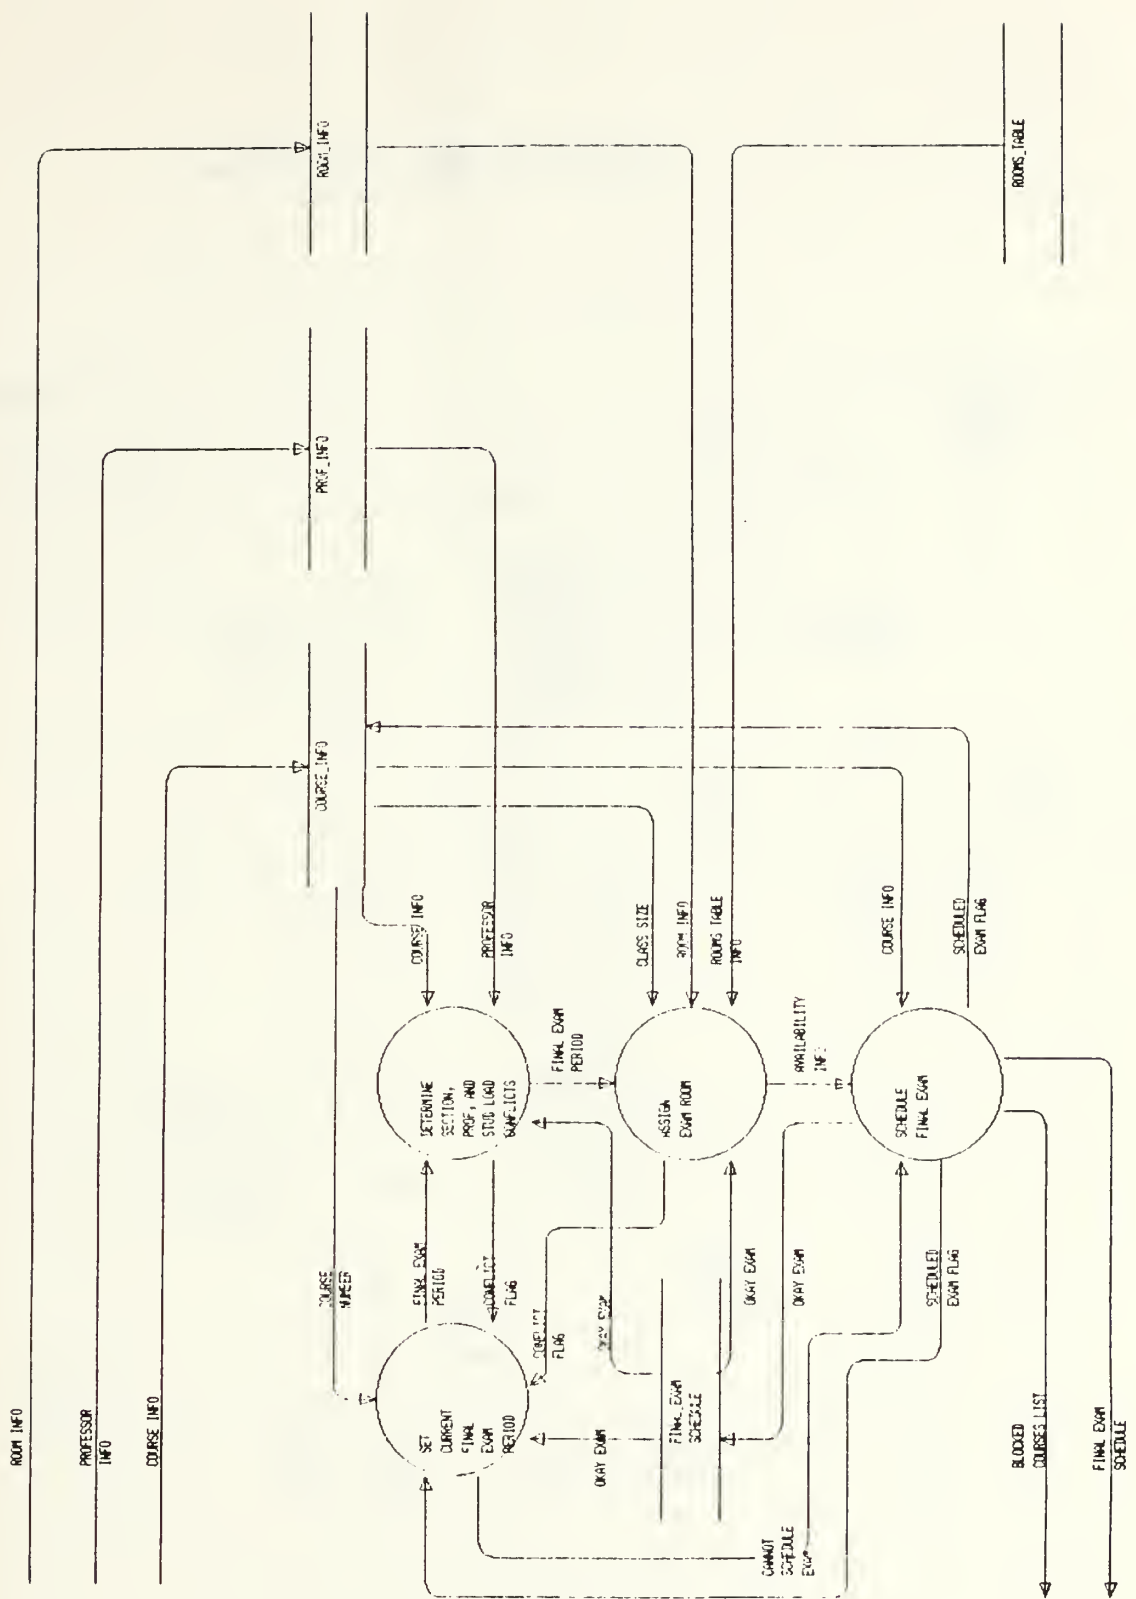 ROOM INFO
PROFESSOR
INFO
COURSE INFO
COURSE_INFO
PROF_INFO
ROOM_INFO
COURSE
NUMBER
SET
CURRENT
FINAL
EXAM
PERIOD
FINAL EXAM
PERIOD
CONFLICT
FLAG
DETERMINE
SECTION,
PROF, AND
STUD LOAD
CONFLICTS
COURSE INFO
PROFESSOR
INFO
CONFLICT
FLAG
OKAY EXAM
FINAL EXAM
PERIOD
OKAY EXAM
FINAL_EXAM
SCHEDULE
OKAY EXAM
ASSIGN
EXAM ROOM
CLASS SIZE
ROOM INFO
ROOMS TABLE
INFO
CANNOT
SCHEDULE
EXAM
OKAY EXAM
AVAILABILITY
INFO
SCHEDULE
FINAL EXAM
COURSE INFO
SCHEDULED
EXAM FLAG
SCHEDULED
EXAM FLAG
ROOMS_TABLE
BLOCKED
COURSES LIST
FINAL EXAM
SCHEDULE